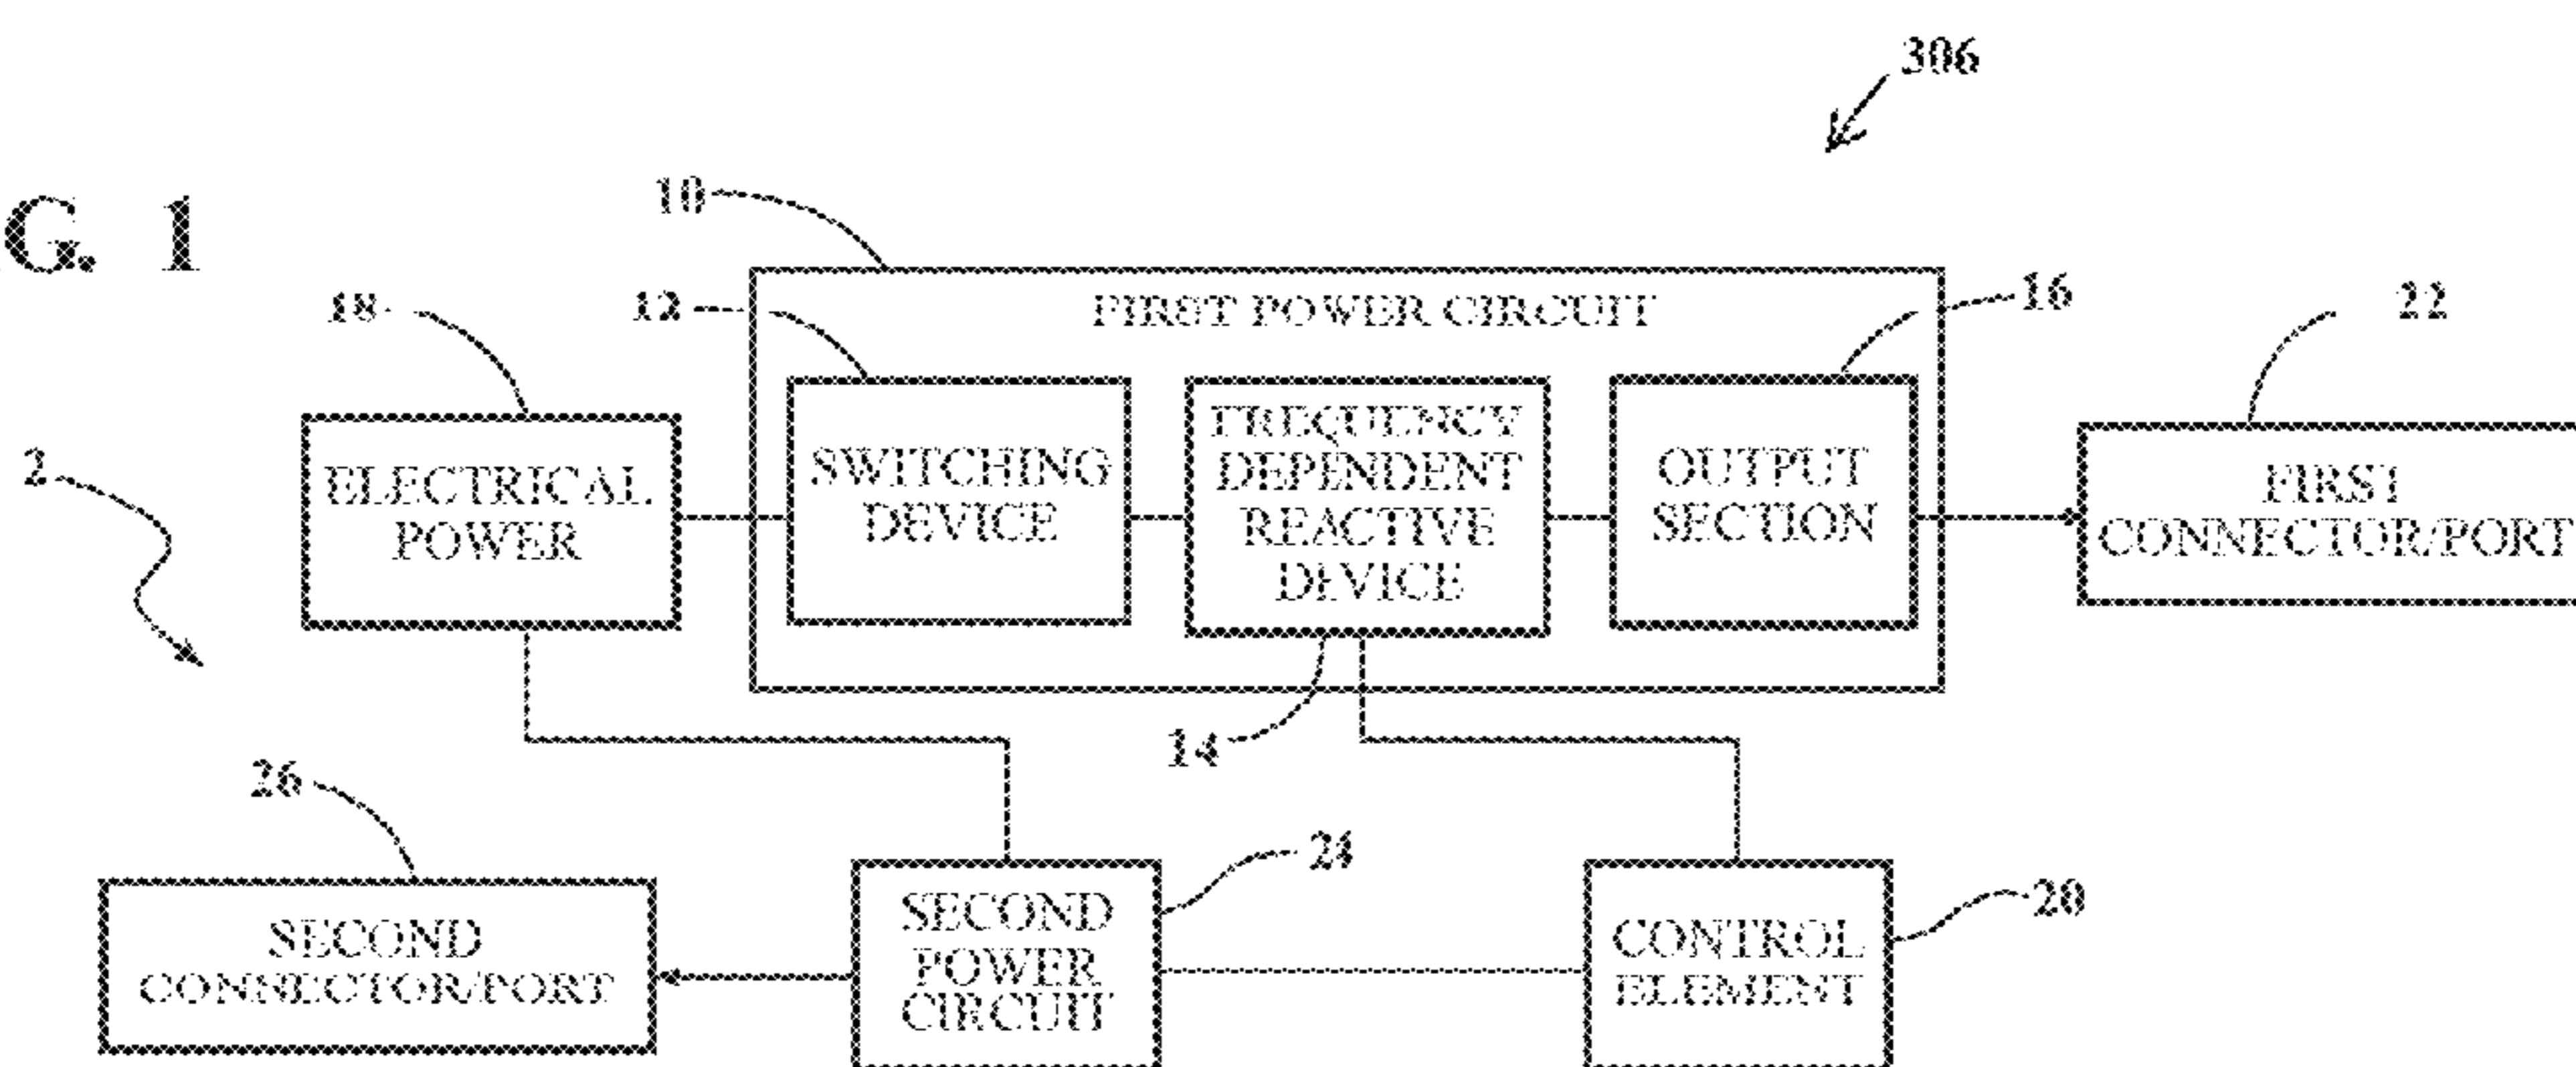 306
G. 1
10
18
12
FIRST POWER CIRCUIT
16
22
2
ELECTRICAL
POWER
SWITCHING
DEVICE
FREQUENCY
DEPENDENT
REACTIVE
DEVICE
OUTPUT
SECTION
FIRST
CONNECTOR/PORT
14
26
24
20
SECOND
CONNECTOR/PORT
SECOND
POWER
CIRCUIT
CONTROL
ELEMENT